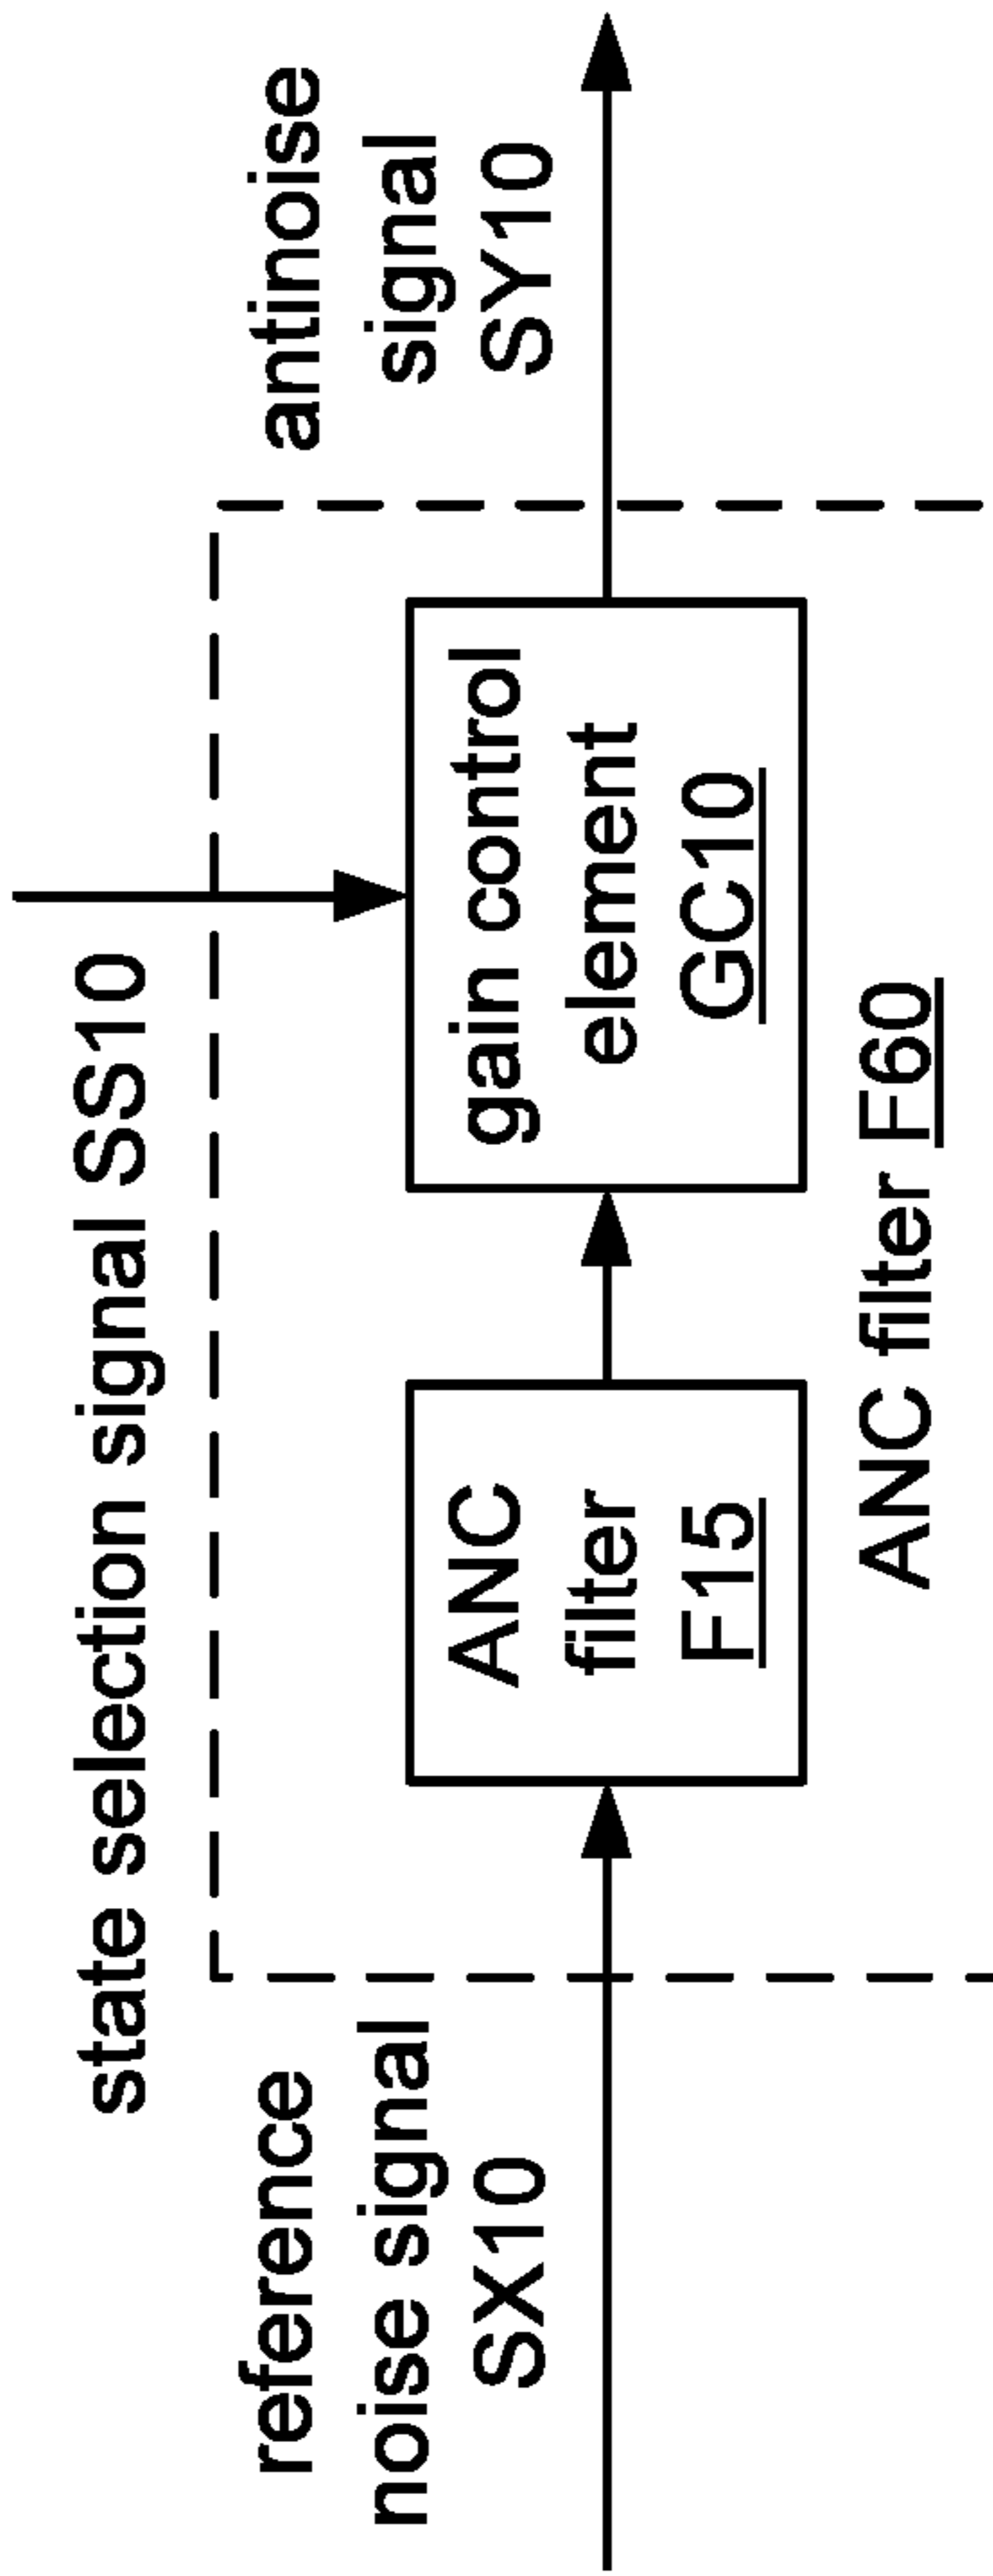 state selection signal SS10
reference
noise signal
SX10
ANC
filter
F15
gain control
element
GC10
antinoise
signal
SY10
ANC filter F60